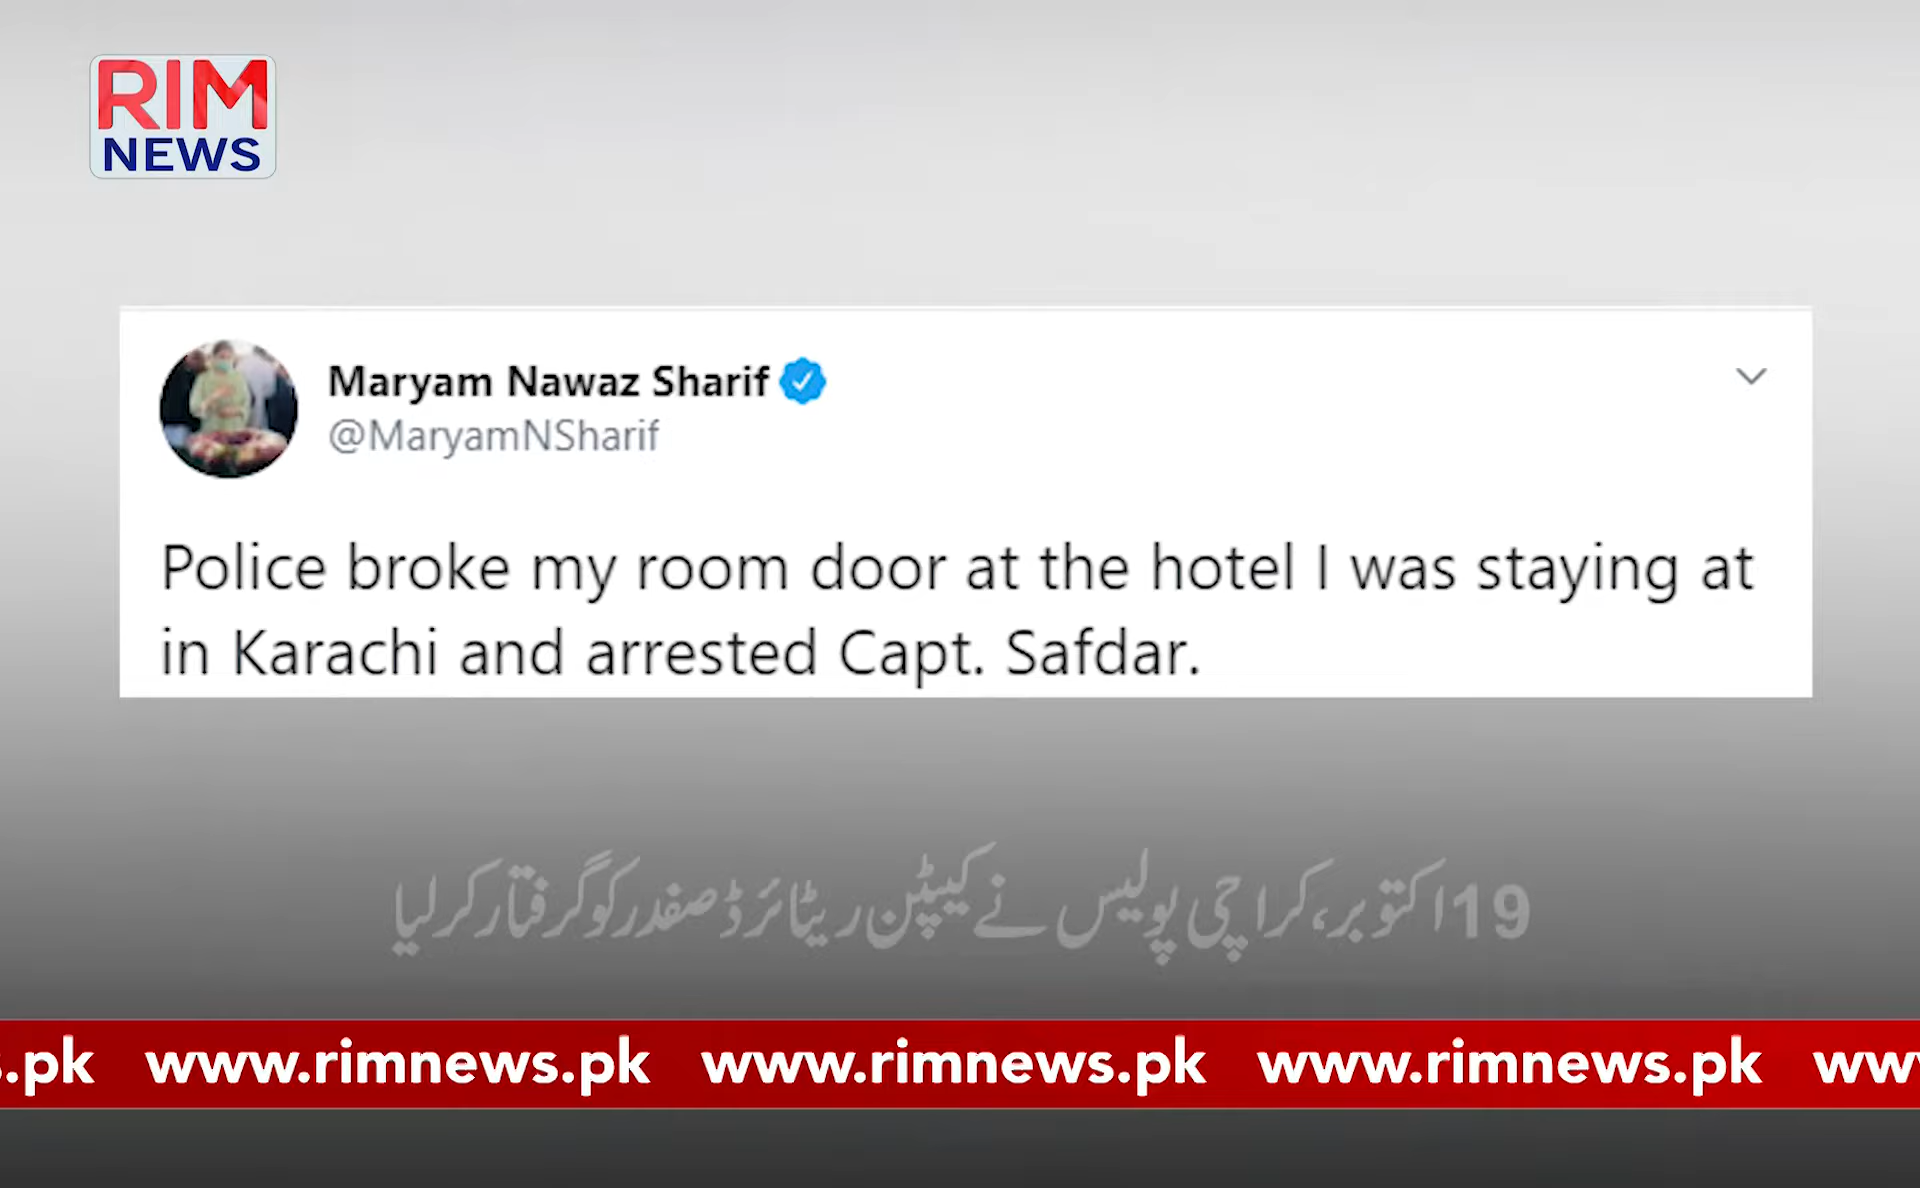 RIM
NEWS
Maryam Nawaz Sharif
@MaryamNSharif
Police broke my room door at the hotel I was staying at
in Karachi and arrested Capt. Safdar.
19اکتوبر،کراچی پولیس نے کیپٹن ریٹائرڈ صفدر کو گرفتار کر لیا
s.pk www.rimnews.pk www.rimnews.pk www.rimnews.pk ww